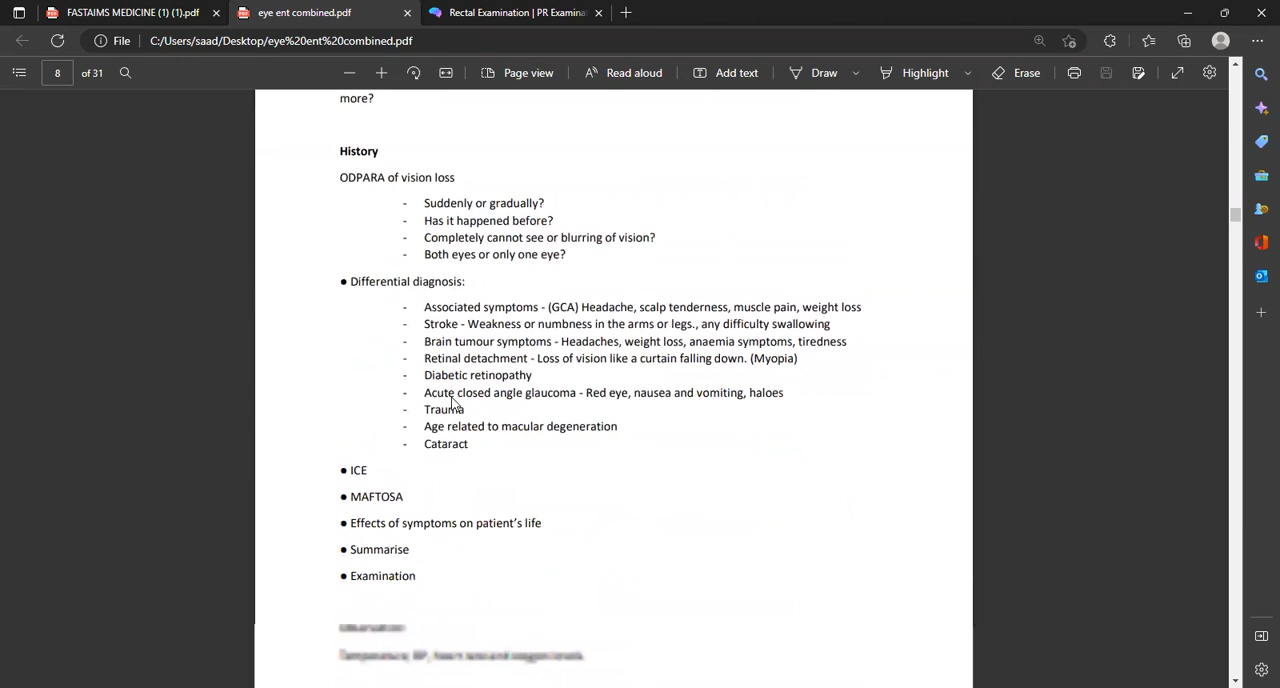 FASTAIMS MEDICINE (1) (1).pdf
eye ent combined.pdf
Rectal Examination | PR Examina
File
C:/Users/saad/Desktop/eye%20ent%20combined.pdf
8
of 31
Page view
Read aloud
Add text
Draw
Highlight
Erase
more?
History
ODPARA of vision loss
- Suddenly or gradually?
- Has it happened before?
- Completely cannot see or blurring of vision?
- Both eyes or only one eye?
● Differential diagnosis:
- Associated symptoms - (GCA) Headache, scalp tenderness, muscle pain, weight loss
- Stroke - Weakness or numbness in the arms or legs., any difficulty swallowing
- Brain tumour symptoms - Headaches, weight loss, anaemia symptoms, tiredness
- Retinal detachment - Loss of vision like a curtain falling down. (Myopia)
- Diabetic retinopathy
- Acute closed angle glaucoma - Red eye, nausea and vomiting, haloes
- Trauma
- Age related to macular degeneration
- Cataract
● ICE
● MAFTOSA
● Effects of symptoms on patient's life
● Summarise
● Examination